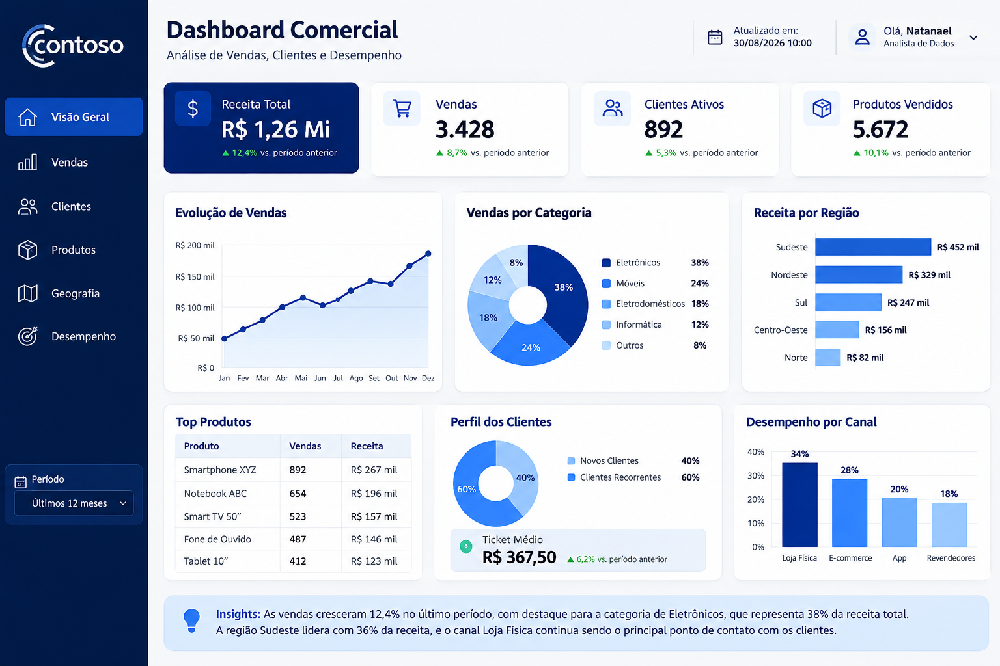 Contoso
Visão Geral
Vendas
Clientes
Produtos
Geografia
Desempenho
Período
Últimos 12 meses
Dashboard Comercial
Análise de Vendas, Clientes e Desempenho
Atualizado em:
30/08/2026 10:00
Olá, Natanael
Analista de Dados
$
Receita Total
R$ 1,26 Mi
▲ 12,4% vs. período anterior
Vendas
3.428
▲ 8,7% vs. período anterior
Clientes Ativos
892
▲ 5,3% vs. período anterior
Produtos Vendidos
5.672
▲ 10,1% vs. período anterior
Evolução de Vendas
R$ 200 mil
R$ 150 mil
R$ 100 mil
R$ 50 mil
R$ 0
Jan Fev Mar Abr Mai Jun Jul Ago Set Out Nov Dez
Vendas por Categoria
8%
12%
38%
18%
24%
Eletrônicos 38%
Móveis 24%
Eletrodomésticos 18%
Informática 12%
Outros 8%
Receita por Região
Sudeste R$ 452 mil
Nordeste R$ 329 mil
Sul R$ 247 mil
Centro-Oeste R$ 156 mil
Norte R$ 82 mil
Top Produtos
Produto Vendas Receita
Smartphone XYZ 892 R$ 267 mil
Notebook ABC 654 R$ 196 mil
Smart TV 50” 523 R$ 157 mil
Fone de Ouvido 487 R$ 146 mil
Tablet 10” 412 R$ 123 mil
Perfil dos Clientes
40%
60%
Novos Clientes 40%
Clientes Recorrentes 60%
Ticket Médio
R$ 367,50 ▲ 6,2% vs. período anterior
Desempenho por Canal
40%
30%
20%
10%
0%
34%
28%
20%
18%
Loja Física E-commerce App Revendedores
Insights: As vendas cresceram 12,4% no último período, com destaque para a categoria de Eletrônicos, que representa 38% da receita total.
A região Sudeste lidera com 36% da receita, e o canal Loja Física continua sendo o principal ponto de contato com os clientes.